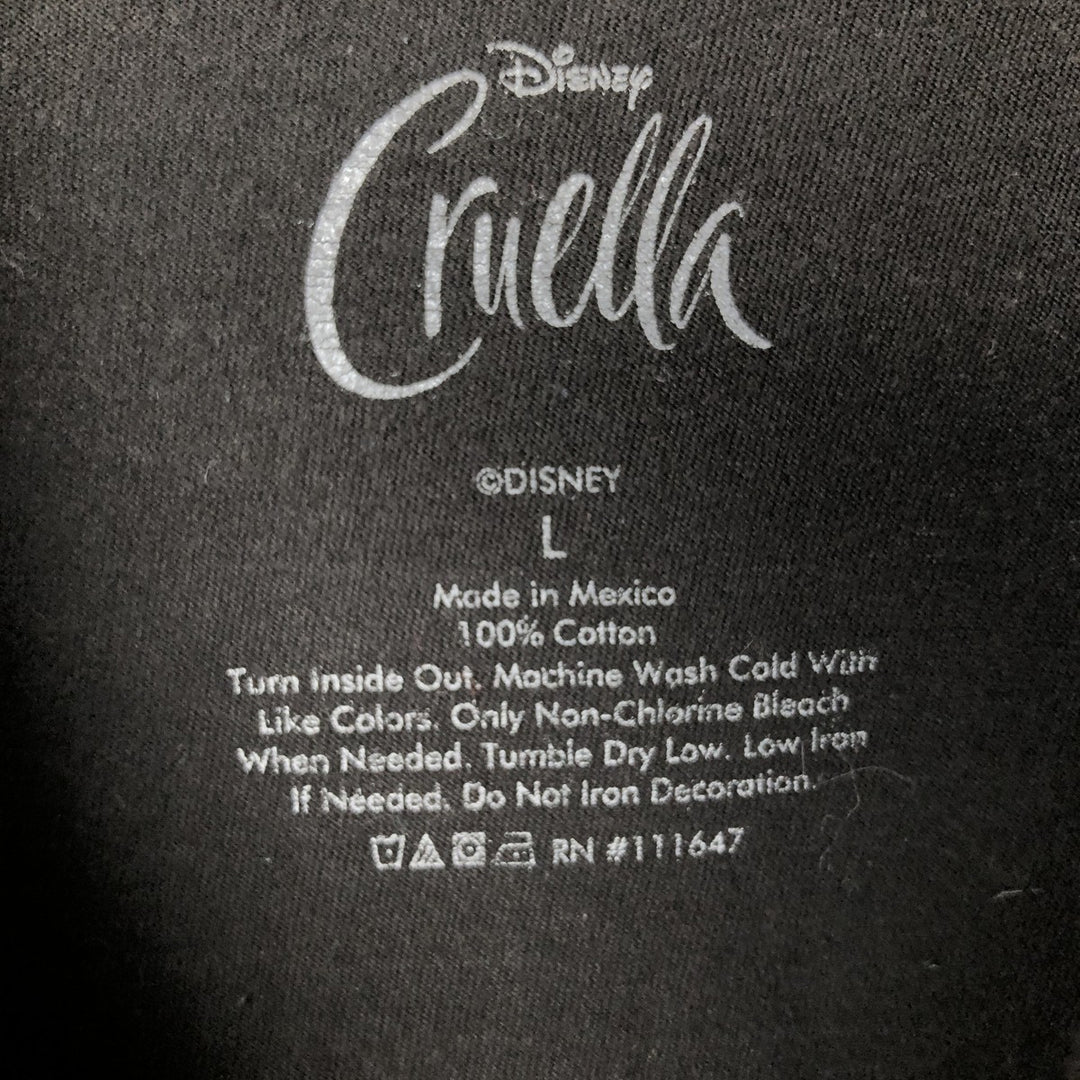 Disney
Cruella
©DISNEY
L
Made in Mexico
100% Cotton
Turn Inside Out. Machine Wash Cold With
Like Colors. Only Non-Chlorine Bleach
When Needed. Tumble Dry Low. Low Iron
If Needed. Do Not Iron Decoration.
RN #111647